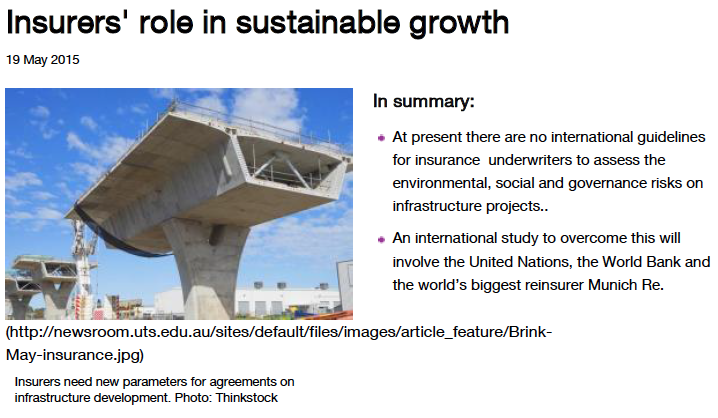 Insurers' role in sustainable growth
19 May 2015
In summary:
At present there are no international guidelines
for insurance underwriters to assess the
environmental, social and governance risks on
infrastructure projects..
An international study to overcome this will
involve the United Nations, the World Bank and
the world's biggest reinsurer Munich Re.
(http://newsroom.uts.edu.au/sites/default/files/images/article_feature/Brink-
May-insurance.jpg)
Insurers need new parameters for agreements on
infrastructure development. Photo: Thinkstock